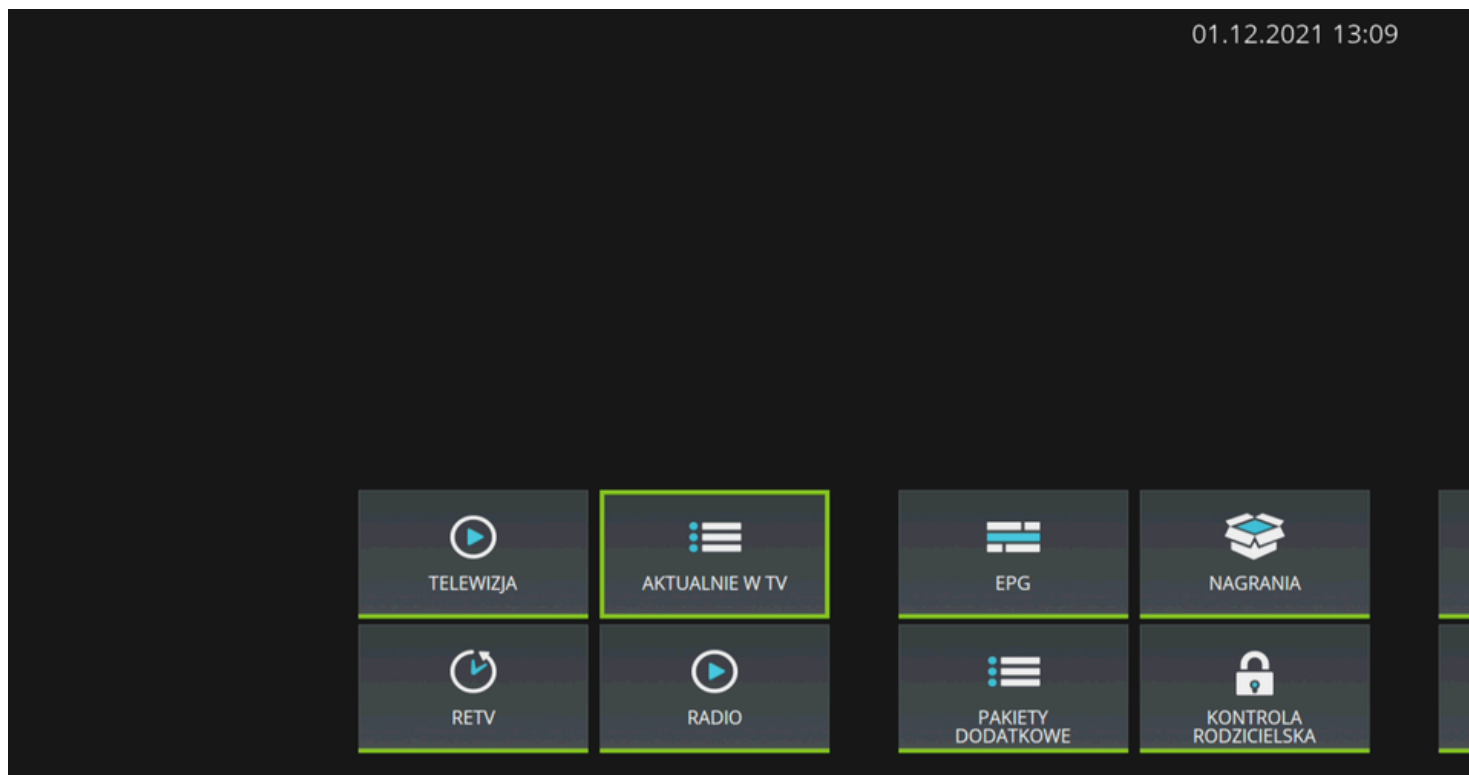 01.12.2021 13:09
TELEWIZJA
AKTUALNIE W TV
EPG
NAGRANIA
RETV
RADIO
PAKIETY
DODATKOWE
KONTROLA
RODZICIELSKA